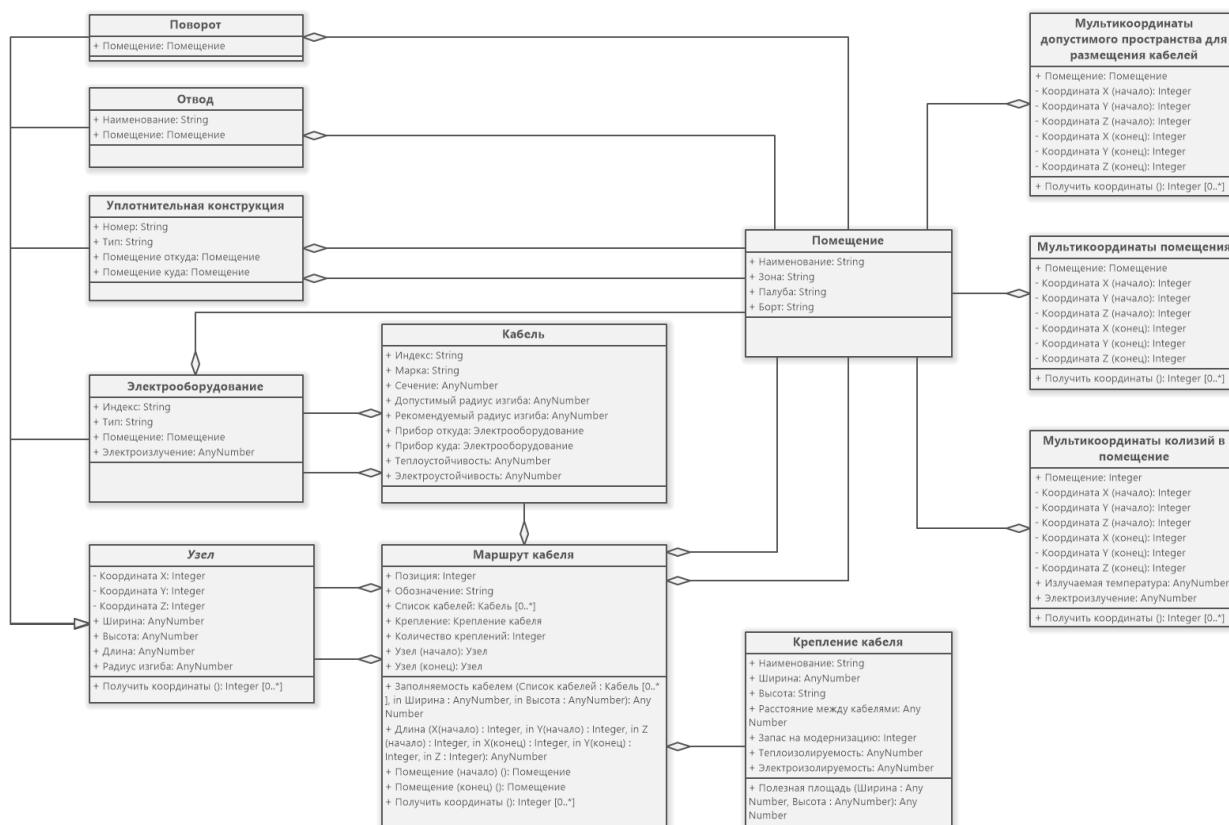 Поворот
+ Помещение: Помещение
Отвод
+ Наименование: String
+ Помещение: Помещение
Уплотнительная конструкция
+ Номер: String
+ Тип: String
+ Помещение откуда: Помещение
+ Помещение куда: Помещение
Электрооборудование
+ Индекс: String
+ Тип: String
+ Помещение: Помещение
+ Электроизлучение: AnyNumber
Узел
- Координата X: Integer
- Координата Y: Integer
- Координата Z: Integer
+ Ширина: AnyNumber
+ Высота: AnyNumber
+ Длина: AnyNumber
+ Радиус изгиба: AnyNumber
+ Получить координаты (): Integer [0..*]
Кабель
+ Индекс: String
+ Марка: String
+ Сечение: AnyNumber
+ Допустимый радиус изгиба: AnyNumber
+ Рекомендуемый радиус изгиба: AnyNumber
+ Прибор откуда: Электрооборудование
+ Прибор куда: Электрооборудование
+ Теплоустойчивость: AnyNumber
+ Электроустойчивость: AnyNumber
Маршрут кабеля
+ Позиция: Integer
+ Обозначение: String
+ Список кабелей: Кабель [0..*]
+ Крепление: Крепление кабеля
+ Количество креплений: Integer
+ Узел (начало): Узел
+ Узел (конец): Узел
+ Заполняемость кабелем (Список кабелей : Кабель [0..*
], in Ширина : AnyNumber, in Высота : AnyNumber): Any
Number
+ Длина (X(начало) : Integer, in Y(начало) : Integer, in Z
(начало) : Integer, in X(конец) : Integer, in Y(конец) :
Integer, in Z : Integer): AnyNumber
+ Помещение (начало) (): Помещение
+ Помещение (конец) (): Помещение
+ Получить координаты (): Integer [0..*]
Помещение
+ Наименование: String
+ Зона: String
+ Палуба: String
+ Борт: String
Крепление кабеля
+ Наименование: String
+ Ширина: AnyNumber
+ Высота: String
+ Расстояние между кабелями: Any
Number
+ Запас на модернизацию: Integer
+ Теплоизолируемость: AnyNumber
+ Электроизолируемость: AnyNumber
+ Полезная площадь (Ширина : Any
Number, Высота : AnyNumber): Any
Number
Мультикоординаты
допустимого пространства для
размещения кабелей
+ Помещение: Помещение
- Координата X (начало): Integer
- Координата Y (начало): Integer
- Координата Z (начало): Integer
- Координата X (конец): Integer
- Координата Y (конец): Integer
- Координата Z (конец): Integer
+ Получить координаты (): Integer [0..*]
Мультикоординаты помещения
+ Помещение: Помещение
- Координата X (начало): Integer
- Координата Y (начало): Integer
- Координата Z (начало): Integer
- Координата X (конец): Integer
- Координата Y (конец): Integer
- Координата Z (конец): Integer
+ Получить координаты (): Integer [0..*]
Мультикоординаты колизий в
помещение
+ Помещение: Integer
- Координата X (начало): Integer
- Координата Y (начало): Integer
- Координата Z (начало): Integer
- Координата X (конец): Integer
- Координата Y (конец): Integer
- Координата Z (конец): Integer
+ Излучаемая температура: AnyNumber
+ Электроизлучение: AnyNumber
+ Получить координаты (): Integer [0..*]